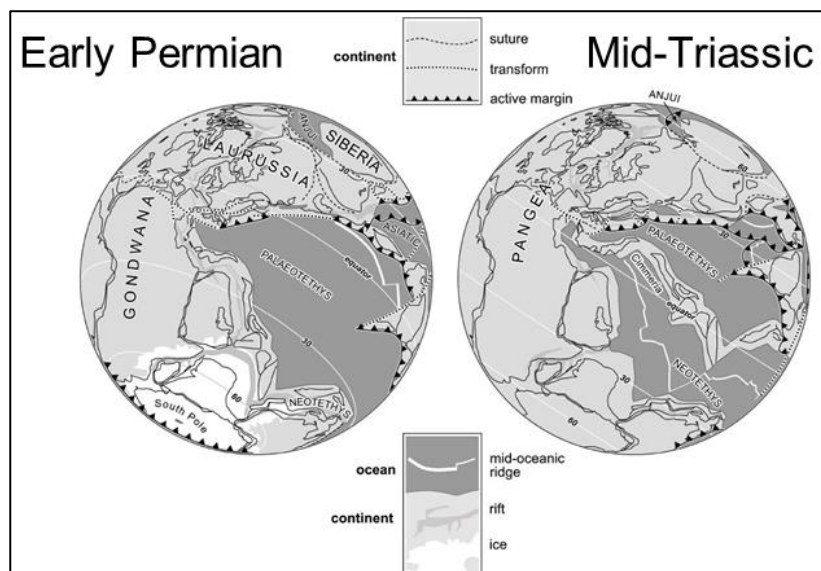 Early Permian
Mid-Triassic
continent
suture
transform
active margin
ANJUI
SIBERIA
LAURUSSIA
30
GONDWANA
ASIATIC
PALAEOTETHYS
equator
30
60
NEOTETHYS
South Pole
ANJUI
60
PANGEA
30
PALAEOTETHYS
Cimmeria
equator
NEOTETHYS
30
60
ocean
mid-oceanic
ridge
continent
rift
ice